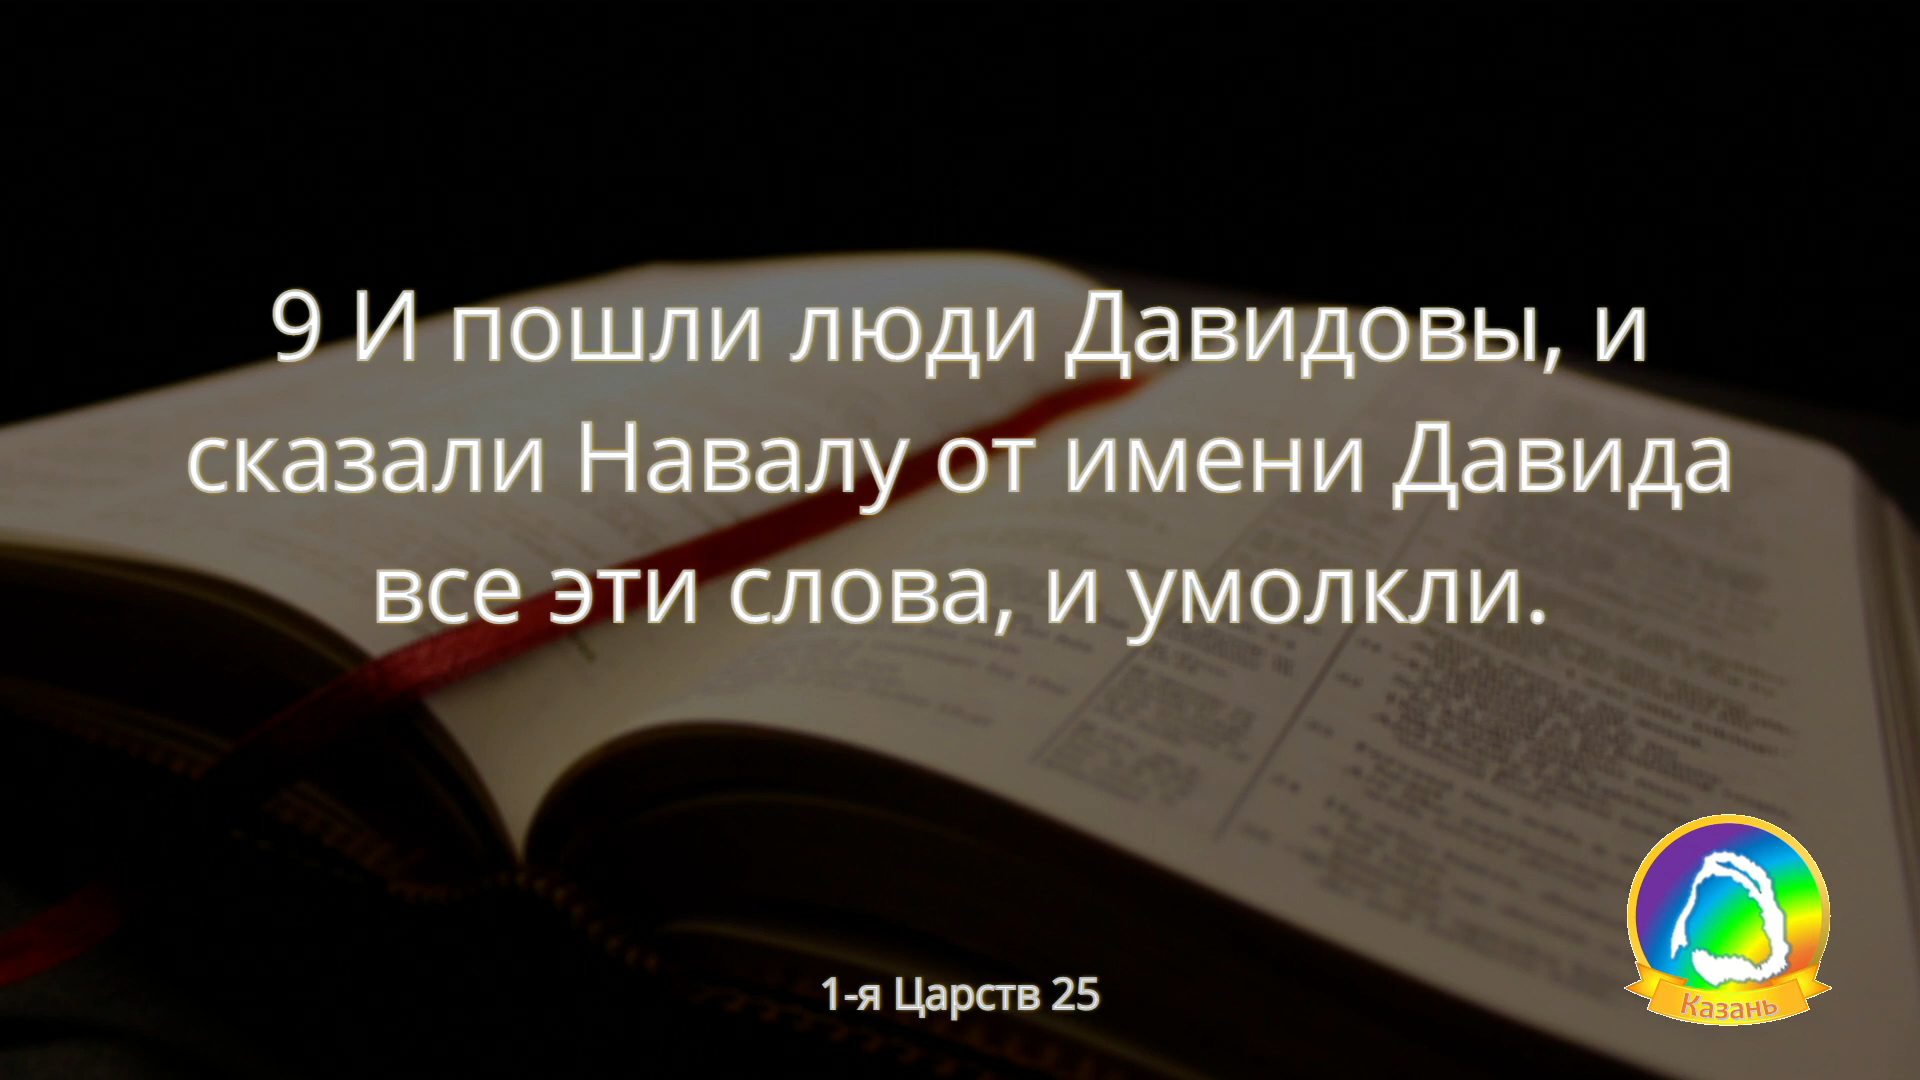 9 И пошли люди Давидовы, и
сказали Навалу от имени Давида
все эти слова, и умолкли.
1-я Царств 25
Казань